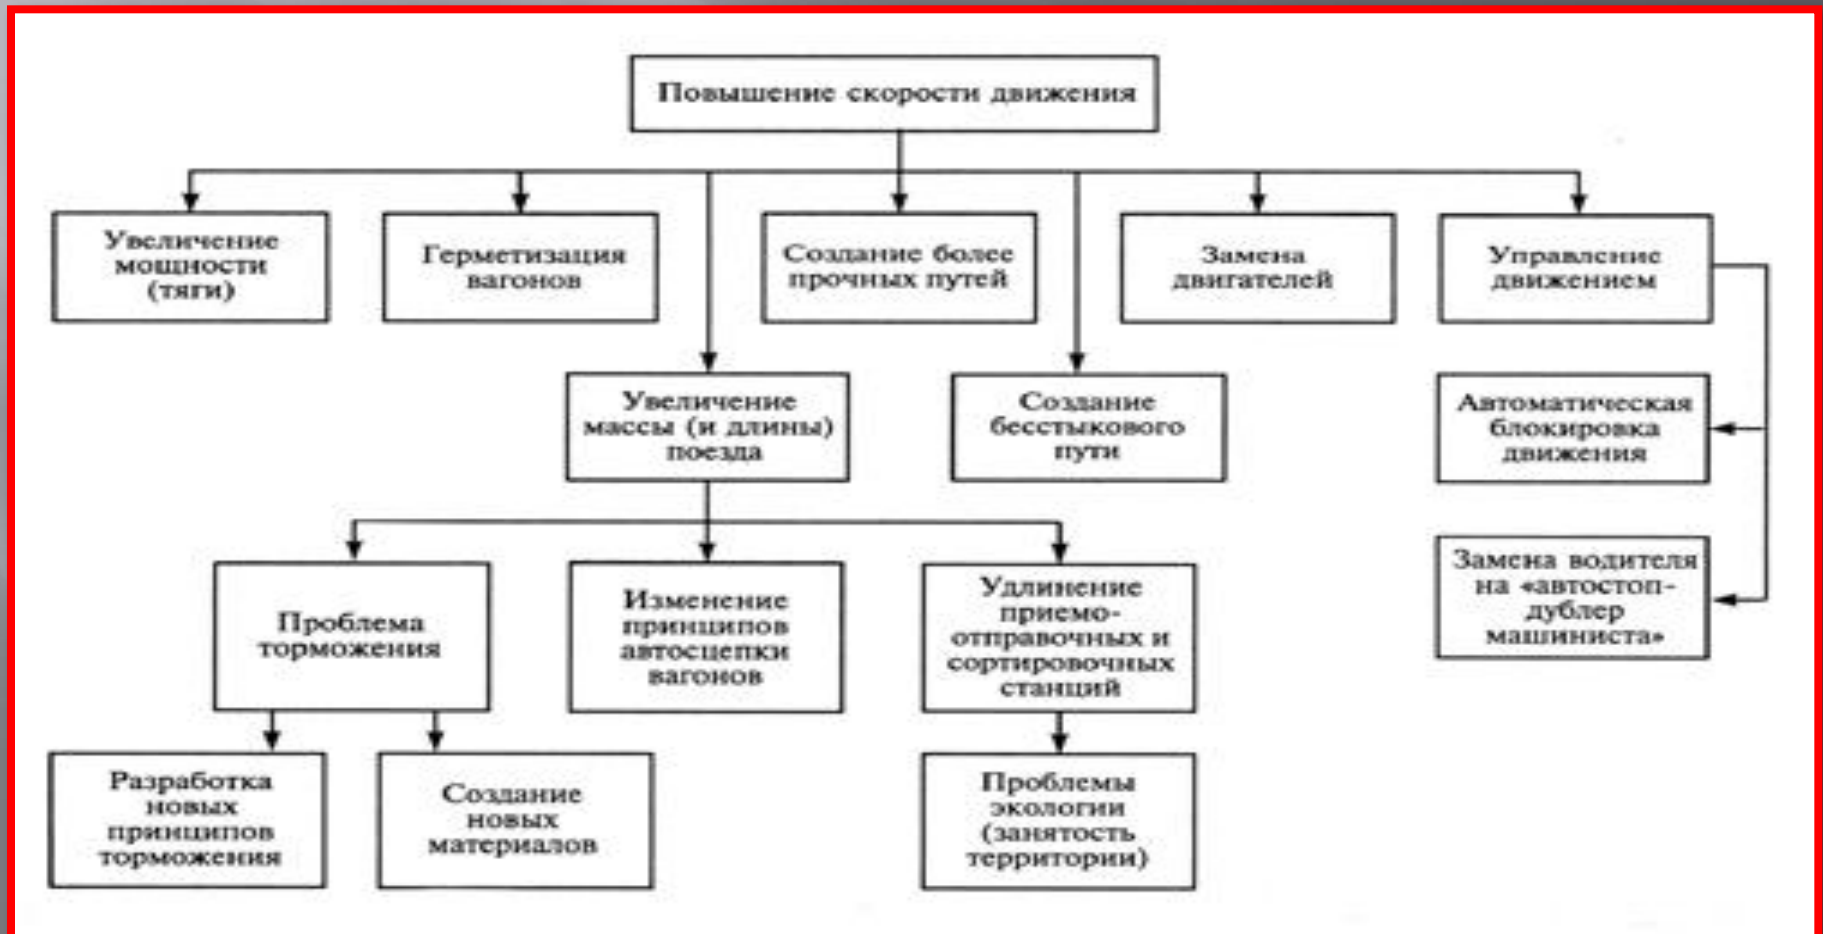 Повышение скорости движения
Увеличение
мощности
(тяги)
Герметизация
вагонов
Создание более
прочных путей
Замена
двигателей
Управление
движением
Увеличение
массы (и длины)
поезда
Создание
бесстыкового
пути
Автоматическая
блокировка
движения
Проблема
торможения
Изменение
принципов
автосцепки
вагонов
Удлинение
приемо-
отправочных и
сортировочных
станций
Замена водителя
на «автостоп-
дублер
машиниста»
Разработка
новых
принципов
торможения
Создание
новых
материалов
Проблемы
экологии
(занятость
территории)